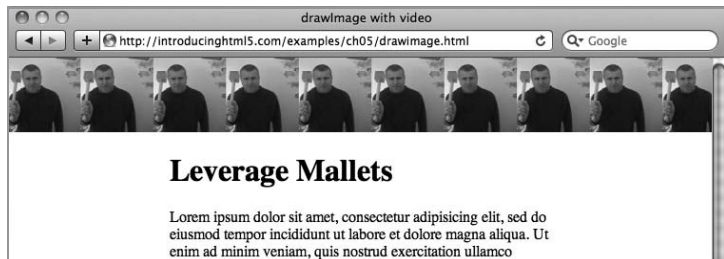 drawImage with video
http://introducinghtml5.com/examples/ch05/drawimage.html
Google
Leverage Mallets
Lorem ipsum dolor sit amet, consectetur adipisicing elit, sed do
eiusmod tempor incididunt ut labore et dolore magna aliqua. Ut
enim ad minim veniam, quis nostrud exercitation ullamco